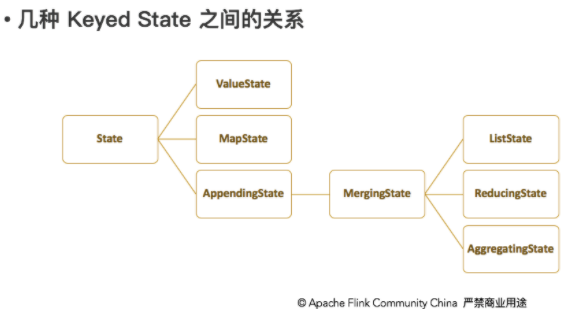 • 几种 Keyed State 之间的关系
ValueState
State
MapState
AppendingState
MergingState
ListState
ReducingState
AggregatingState
© Apache Flink Community China 严禁商业用途